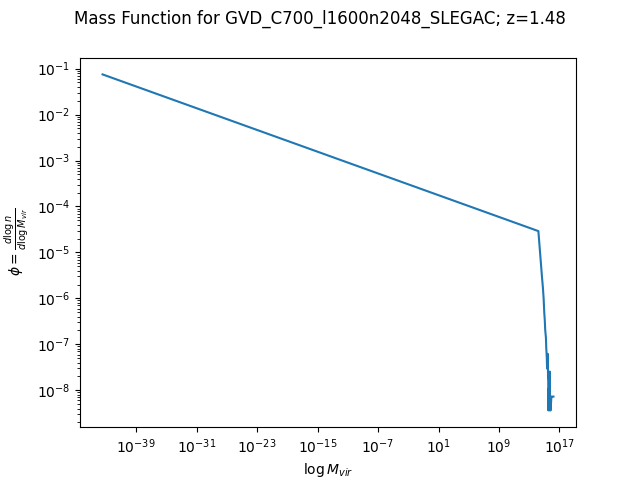 Mass Function for GVD_C700_l1600n2048_SLEGAC; z=1.48
10⁻¹
10⁻²
10⁻³
10⁻⁴
10⁻⁵
10⁻⁶
10⁻⁷
10⁻⁸
ϕ = d log n / d log M_vir
10⁻³⁹ 10⁻³¹ 10⁻²³ 10⁻¹⁵ 10⁻⁷ 10¹ 10⁹ 10¹⁷
log M_vir